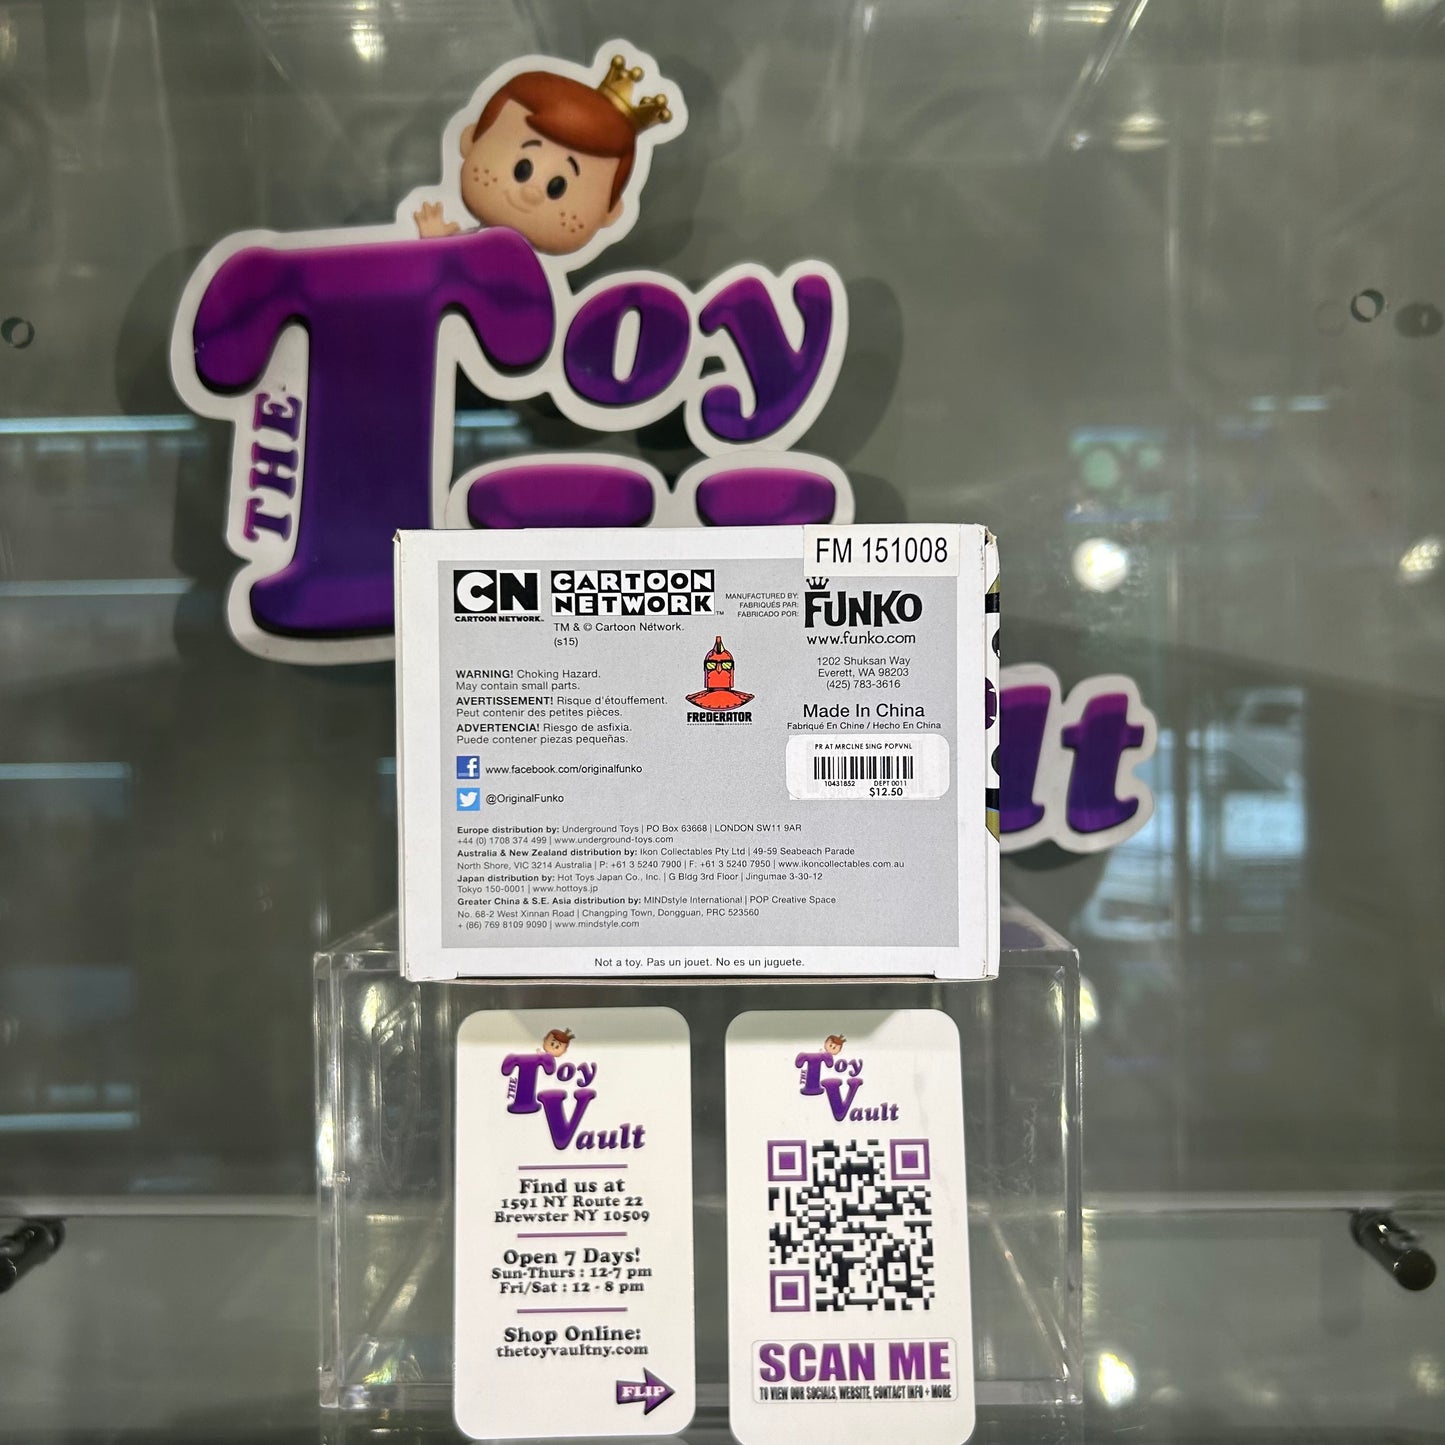 THE
Toy
ult
FM 151008
CN
CARTOON NETWORK™
CARTOON
NETWORK™
TM & © Cartoon Network.
(s15)
MANUFACTURED BY:
FABRIQUÉS PAR:
FABRICADO POR:
FUNKO
www.funko.com
1202 Shuksan Way
Everett, WA 98203
(425) 783-3616
FREDERATOR
Made In China
Fabriqué En Chine / Hecho En China
WARNING! Choking Hazard.
May contain small parts.
AVERTISSEMENT! Risque d'étouffement.
Peut contenir des petites pièces.
ADVERTENCIA! Riesgo de asfixia.
Puede contener piezas pequeñas.
www.facebook.com/originalfunko
@OriginalFunko
PR AT MRCLNE SING POPVNL
10431852 DEPT 0011
$12.50
Europe distribution by: Underground Toys | PO Box 63668 | LONDON SW11 9AR
+44 (0) 1708 374 499 | www.underground-toys.com
Australia & New Zealand distribution by: Ikon Collectables Pty Ltd | 49-59 Seabeach Parade
North Shore, VIC 3214 Australia | P: +61 3 5240 7900 | F: +61 3 5240 7950 | www.ikoncollectables.com.au
Japan distribution by: Hot Toys Japan Co., Inc. | G Bldg 3rd Floor | Jingumae 3-30-12
Tokyo 150-0001 | www.hottoys.jp
Greater China & S.E. Asia distribution by: MINDstyle International | POP Creative Space
No. 68-2 West Xinnan Road | Changping Town, Dongguan, PRC 523560
+ (86) 769 8109 9090 | www.mindstyle.com
Not a toy. Pas un jouet. No es un juguete.
THE
Toy
Vault
Find us at
1591 NY Route 22
Brewster NY 10509
Open 7 Days!
Sun-Thurs : 12-7 pm
Fri/Sat : 12 - 8 pm
Shop Online:
thetoyvaultny.com
FLIP
THE
Toy
Vault
SCAN ME
TO VIEW OUR SOCIALS, WEBSITE, CONTACT INFO + MORE